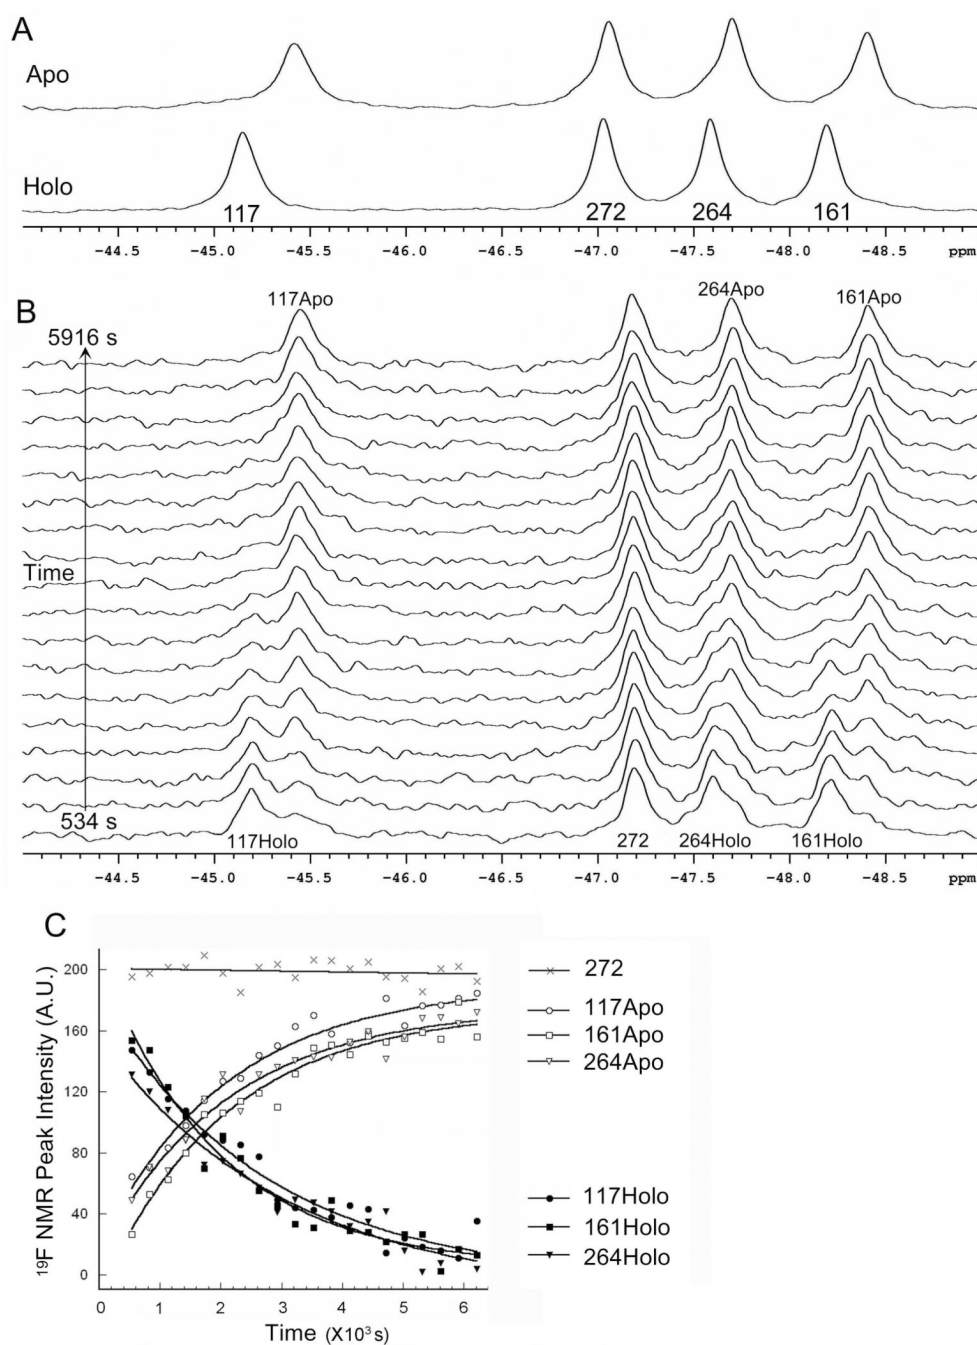 A
Apo
Holo
117 272 264 161
-44.5 -45.0 -45.5 -46.0 -46.5 -47.0 -47.5 -48.0 -48.5 ppm
B
117Apo 264Apo 161Apo
5916 s
Time
534 s
117Holo 272 264Holo 161Holo
-44.5 -45.0 -45.5 -46.0 -46.5 -47.0 -47.5 -48.0 -48.5 ppm
C
¹⁹F NMR Peak Intensity (A.U.)
200
160
120
80
40
0
0 1 2 3 4 5 6
Time (X10³ s)
272
117Apo
161Apo
264Apo
117Holo
161Holo
264Holo